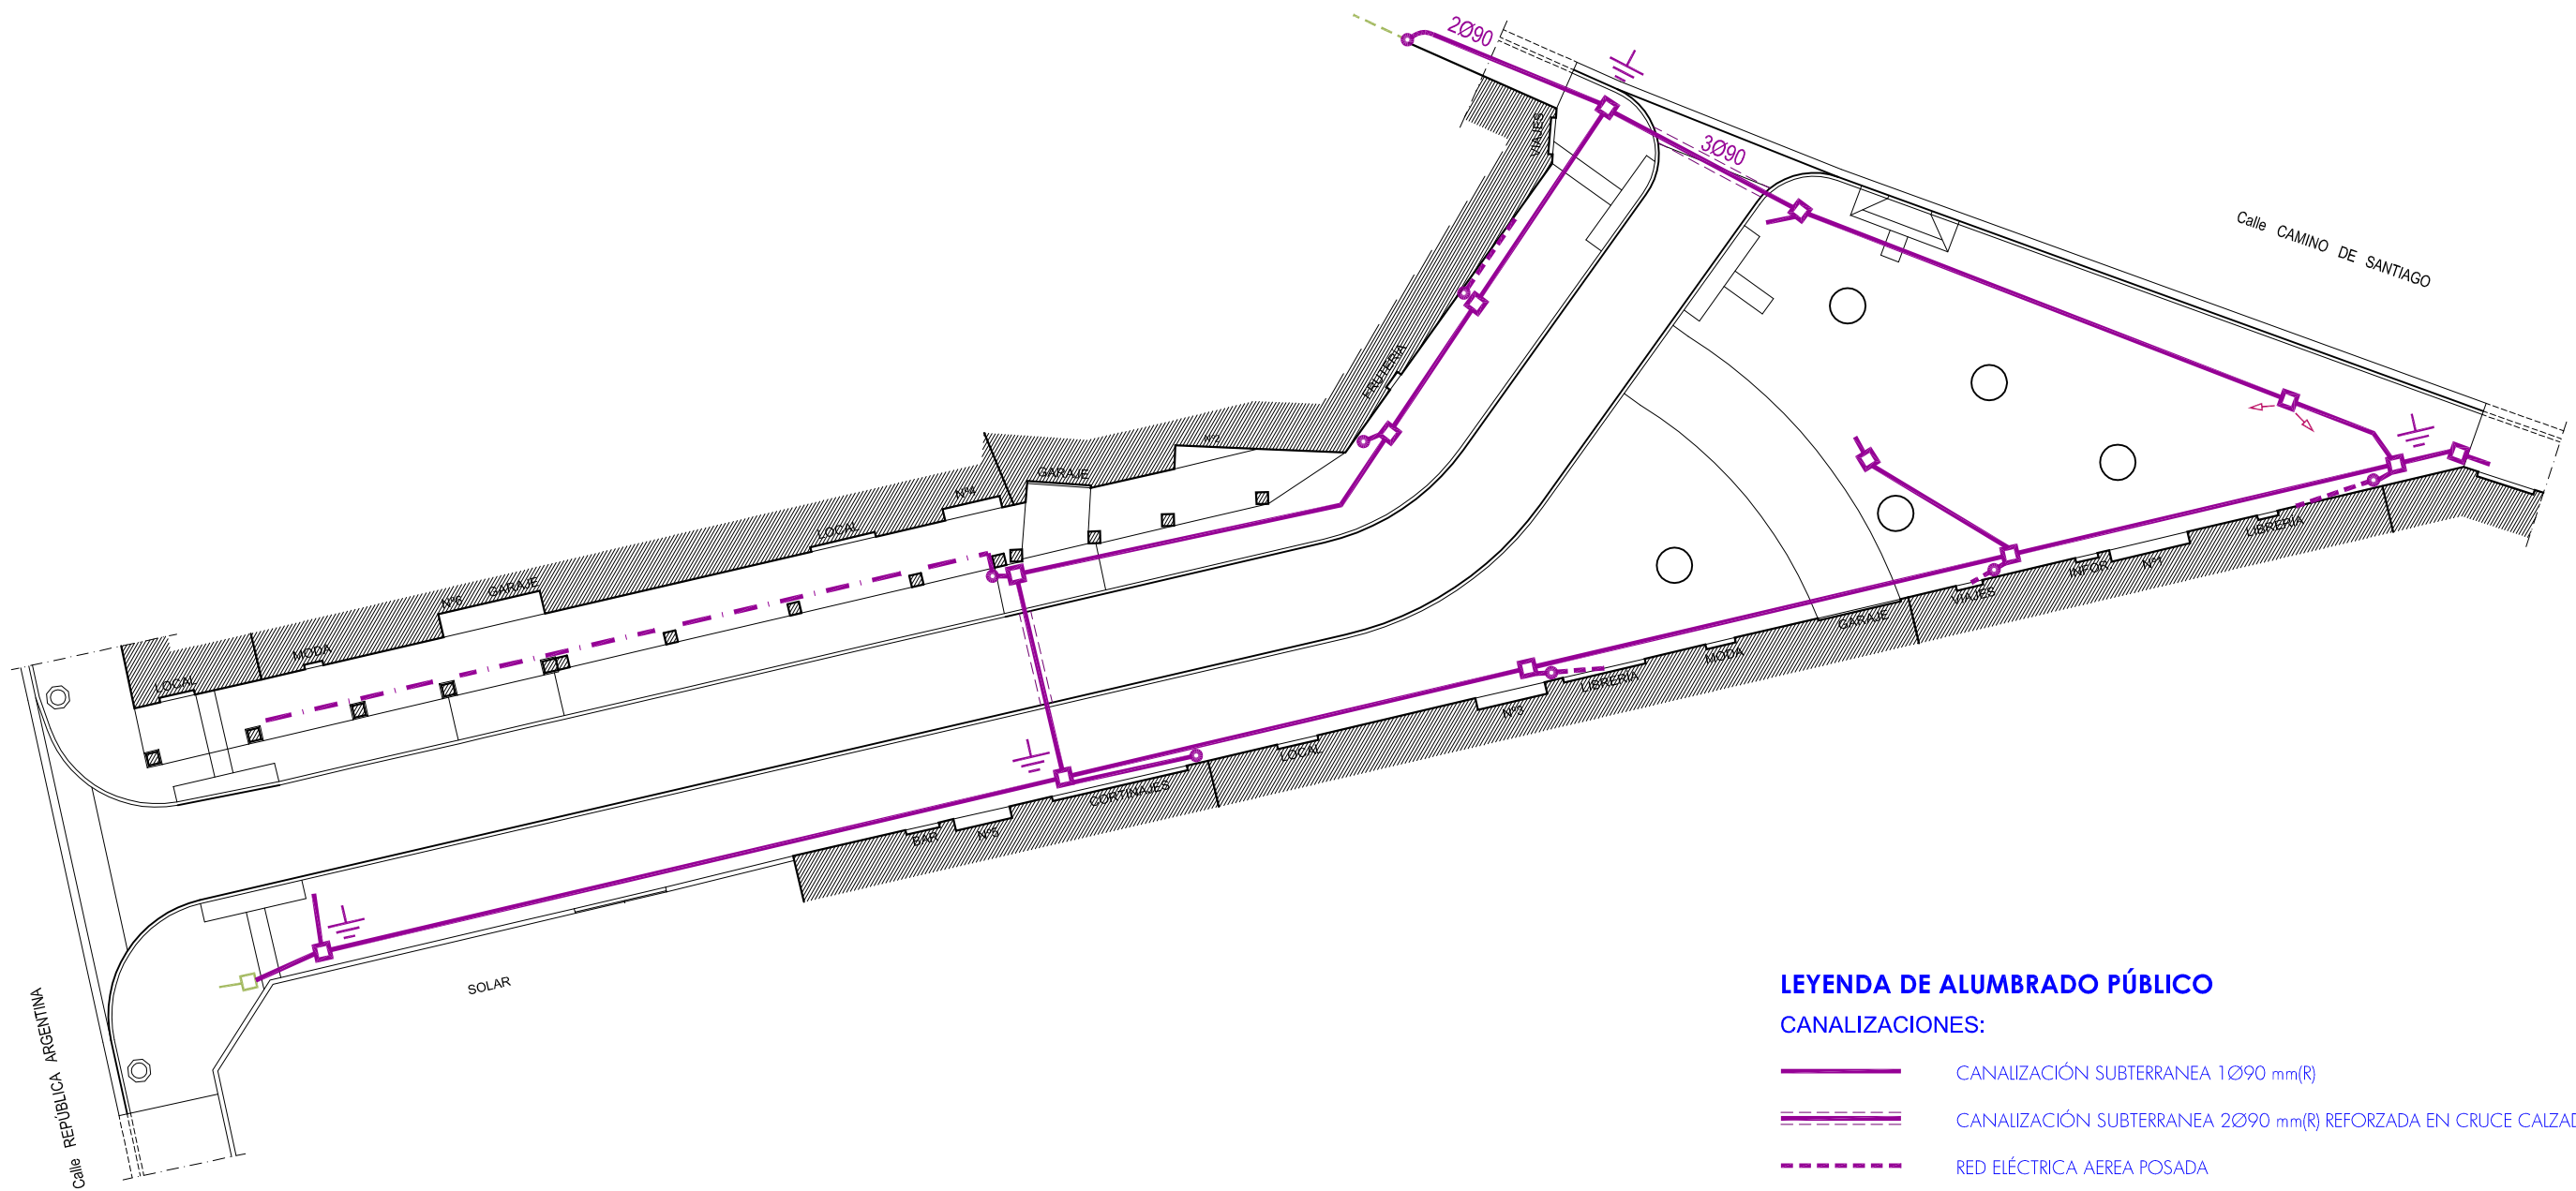 2Ø90
3Ø90
VIAJES
Calle CAMINO DE SANTIAGO
FRUTERIA
Nº2
GARAJE
Nº4
LOCAL
GARAJE
Nº6
MODA
LOCAL
LIBRERIA
Nº1
INFOR.
VIAJES
GARAJE
MODA
LIBRERIA
Nº3
LOCAL
CORTINAJES
Nº5
BAR
SOLAR
Calle REPÚBLICA ARGENTINA
LEYENDA DE ALUMBRADO PÚBLICO
CANALIZACIONES:
CANALIZACIÓN SUBTERRANEA 1Ø90 mm(R)
CANALIZACIÓN SUBTERRANEA 2Ø90 mm(R) REFORZADA EN CRUCE
RED ELÉCTRICA AEREA POSADA